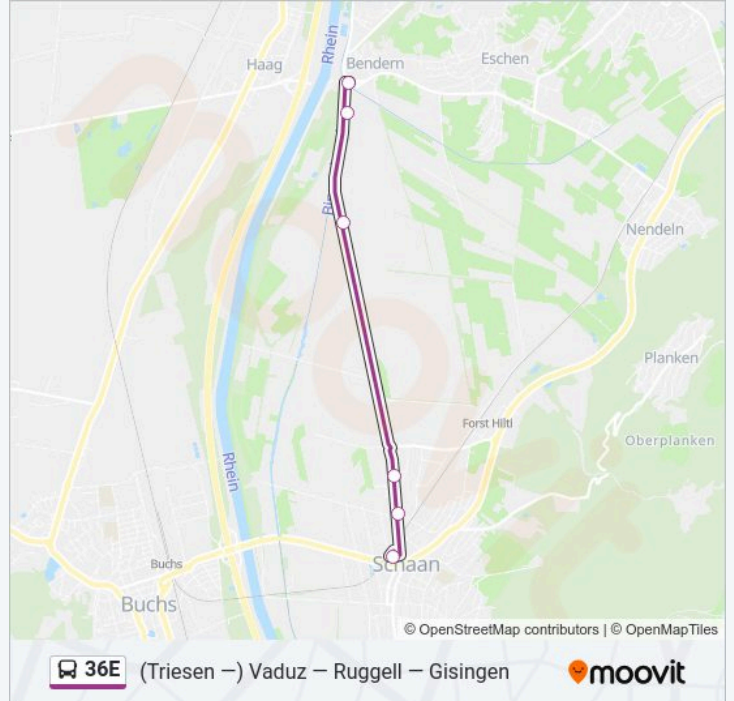 Rhein
Haag
Bendern
Eschen
Bi
Nendeln
Planken
Forst Hilti
Oberplanken
Rhein
Buchs
Schaan
Buchs
© OpenStreetMap contributors | © OpenMapTiles
36E (Triesen —) Vaduz — Ruggell — Gisingen
moovit